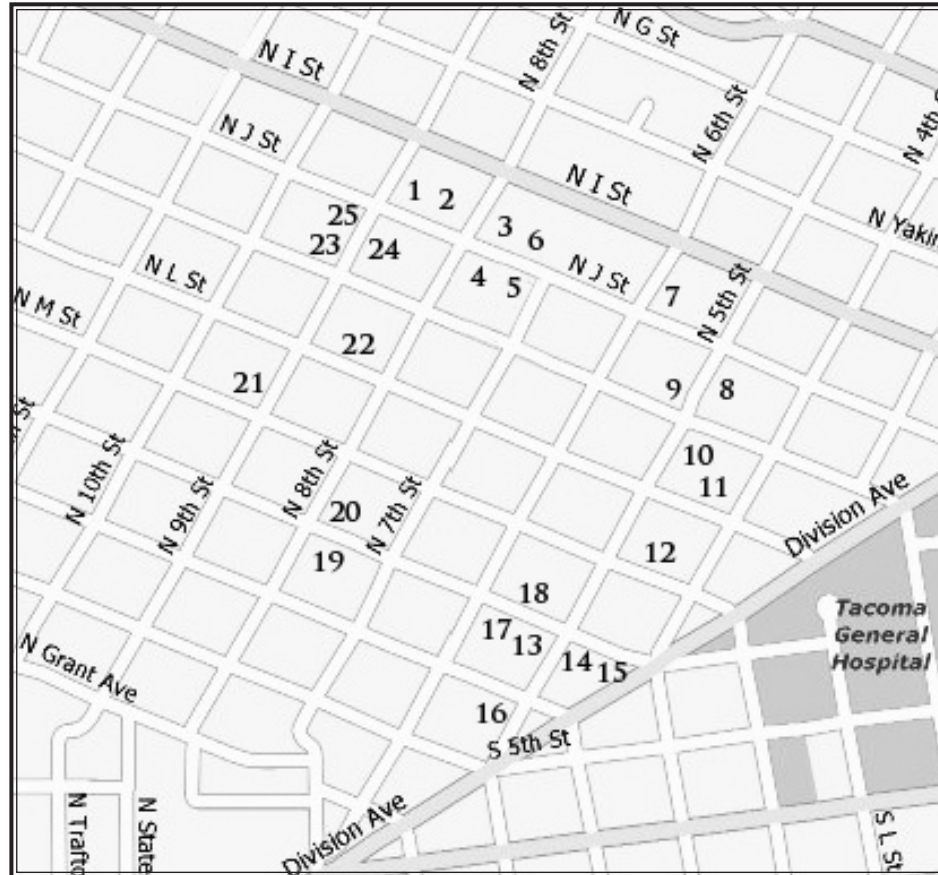 N G St
N I St
N 8th St
N 6th St
N 4th S
N J St
N I St
N Yakin
1
2
25
3
6
23
24
N L St
4
5
N J St
7
N 5th St
N M St
22
21
9
8
St
10
11
N 10th St
N 9th St
N 8th St
20
N 7th St
Division Ave
12
19
18
Tacoma
General
Hospital
17
13
14
15
N Grant Ave
16
S 5th St
N Trafto
N State
Division Ave
S L St